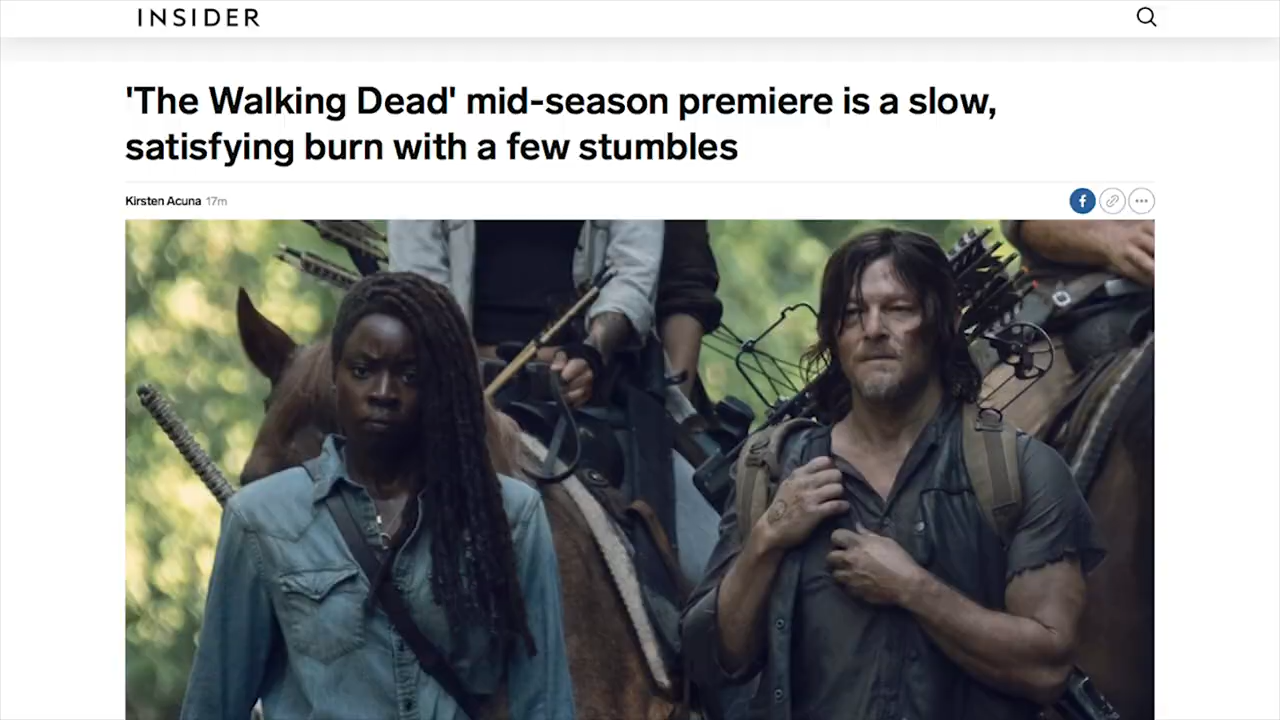 INSIDER
'The Walking Dead' mid-season premiere is a slow,
satisfying burn with a few stumbles
Kirsten Acuna 17m